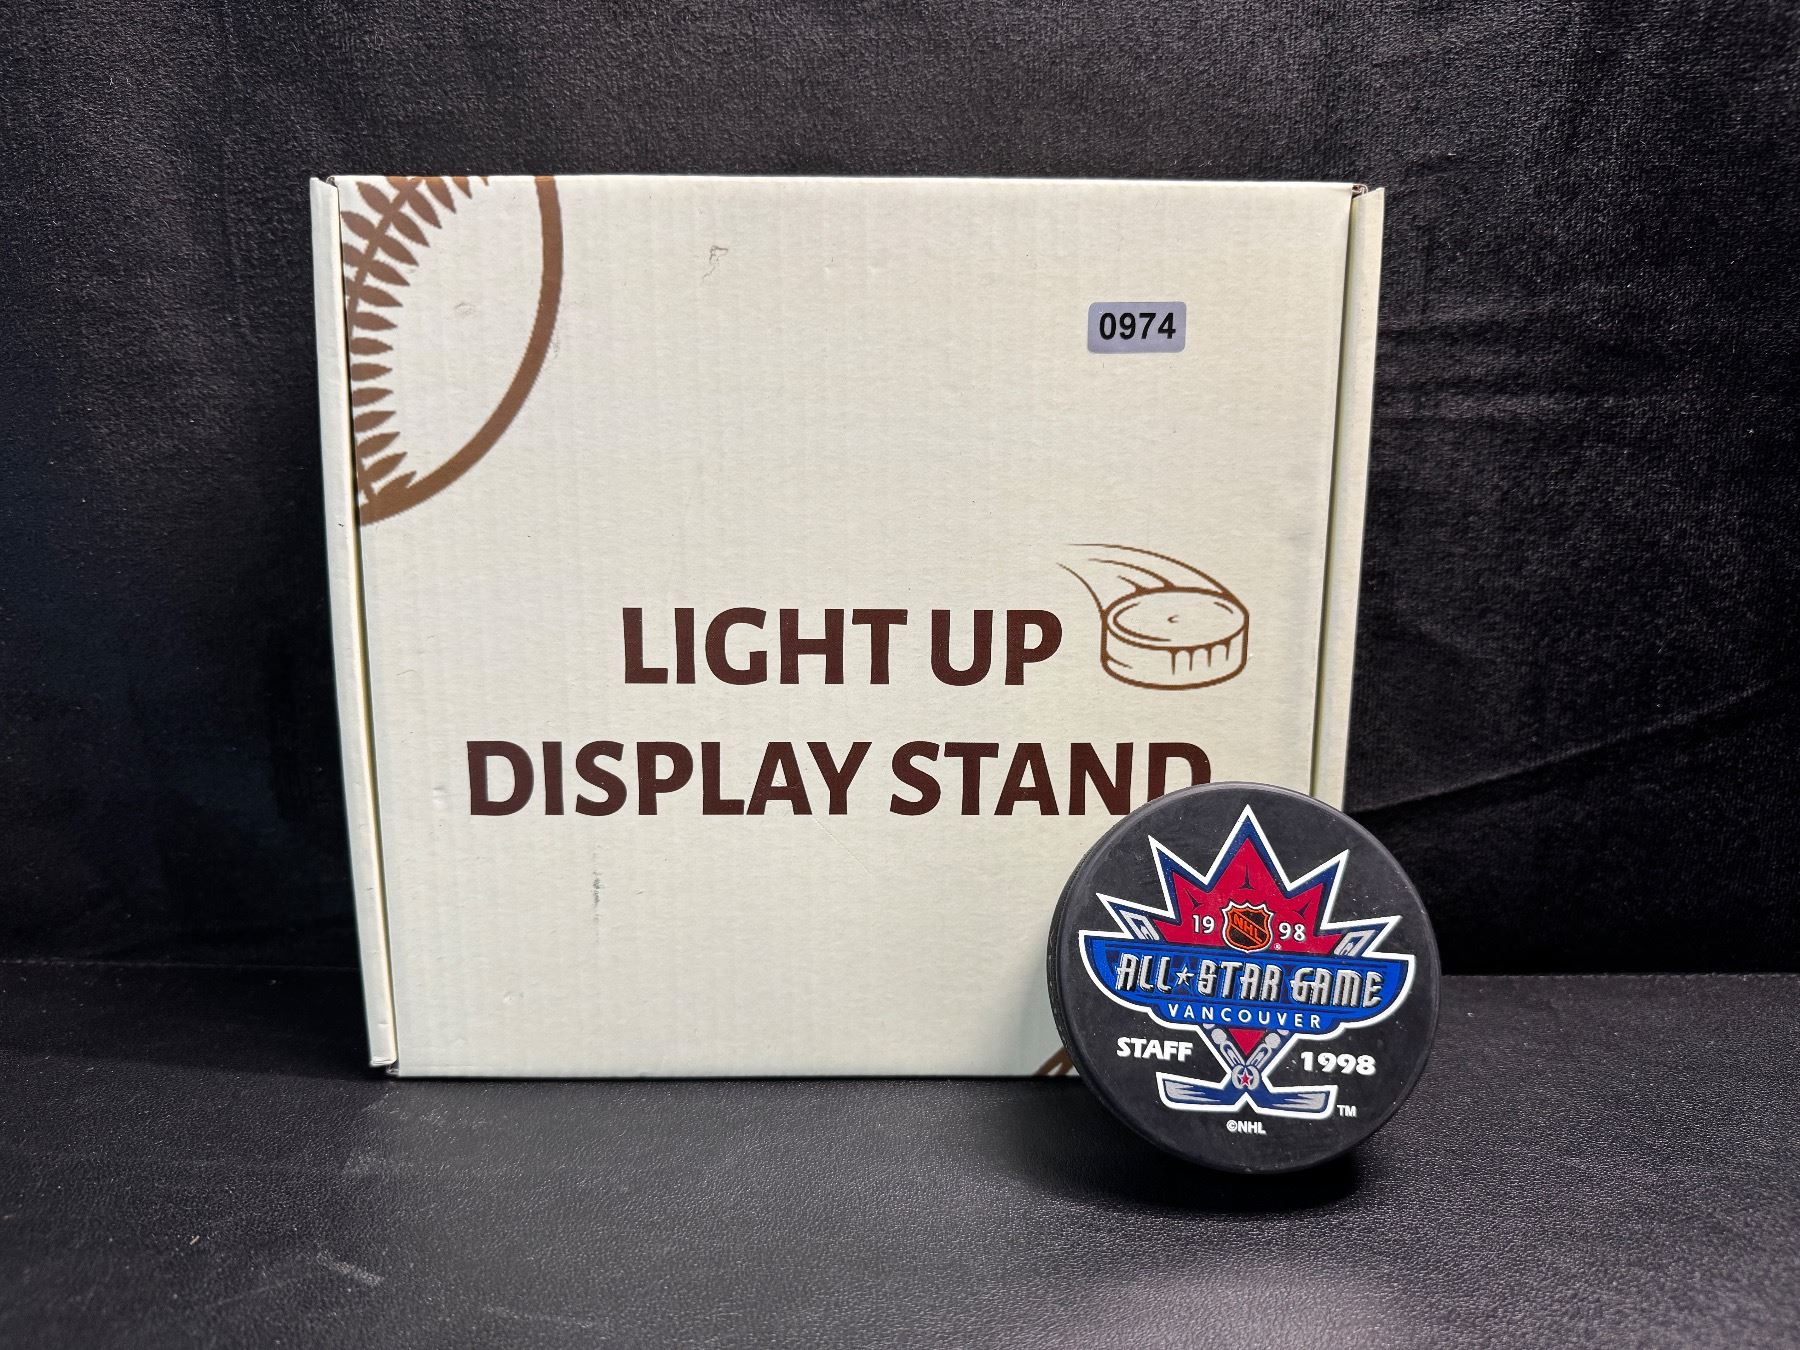 0974
LIGHT UP
DISPLAY STAND
19 NHL 98
ALL★STAR GAME
VANCOUVER
STAFF 1998
TM
©NHL